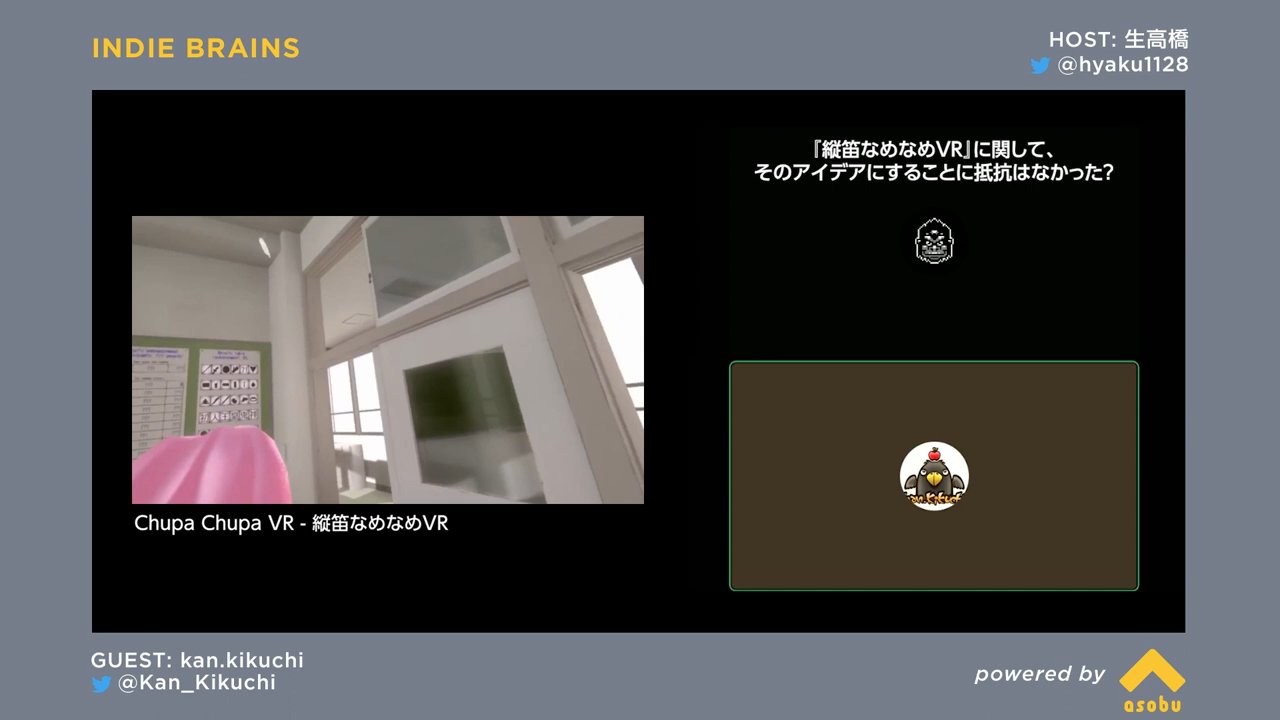 INDIE BRAINS
HOST: 生高橋
@hyaku1128
『縦笛なめなめVR』に関して、
そのアイデアにすることに抵抗はなかった?
Chupa Chupa VR - 縦笛なめなめVR
GUEST: kan.kikuchi
@Kan_Kikuchi
powered by
asobu